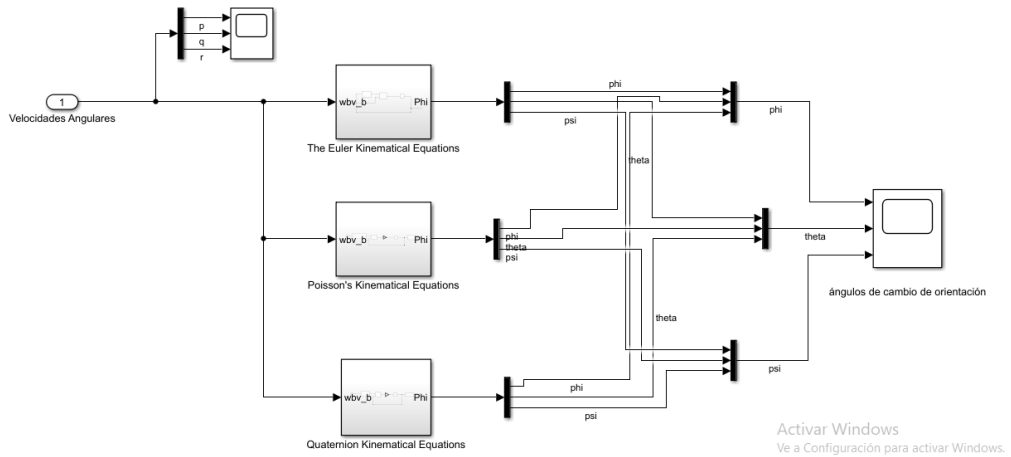 p
q
r
1
Velocidades Angulares
wbv_b Phi
The Euler Kinematical Equations
phi
psi
theta
phi
wbv_b Phi
Poisson's Kinematical Equations
phi
theta
psi
theta
ángulos de cambio de orientación
theta
wbv_b Phi
Quaternion Kinematical Equations
phi
psi
psi
Activar Windows
Ve a Configuración para activar Windows.